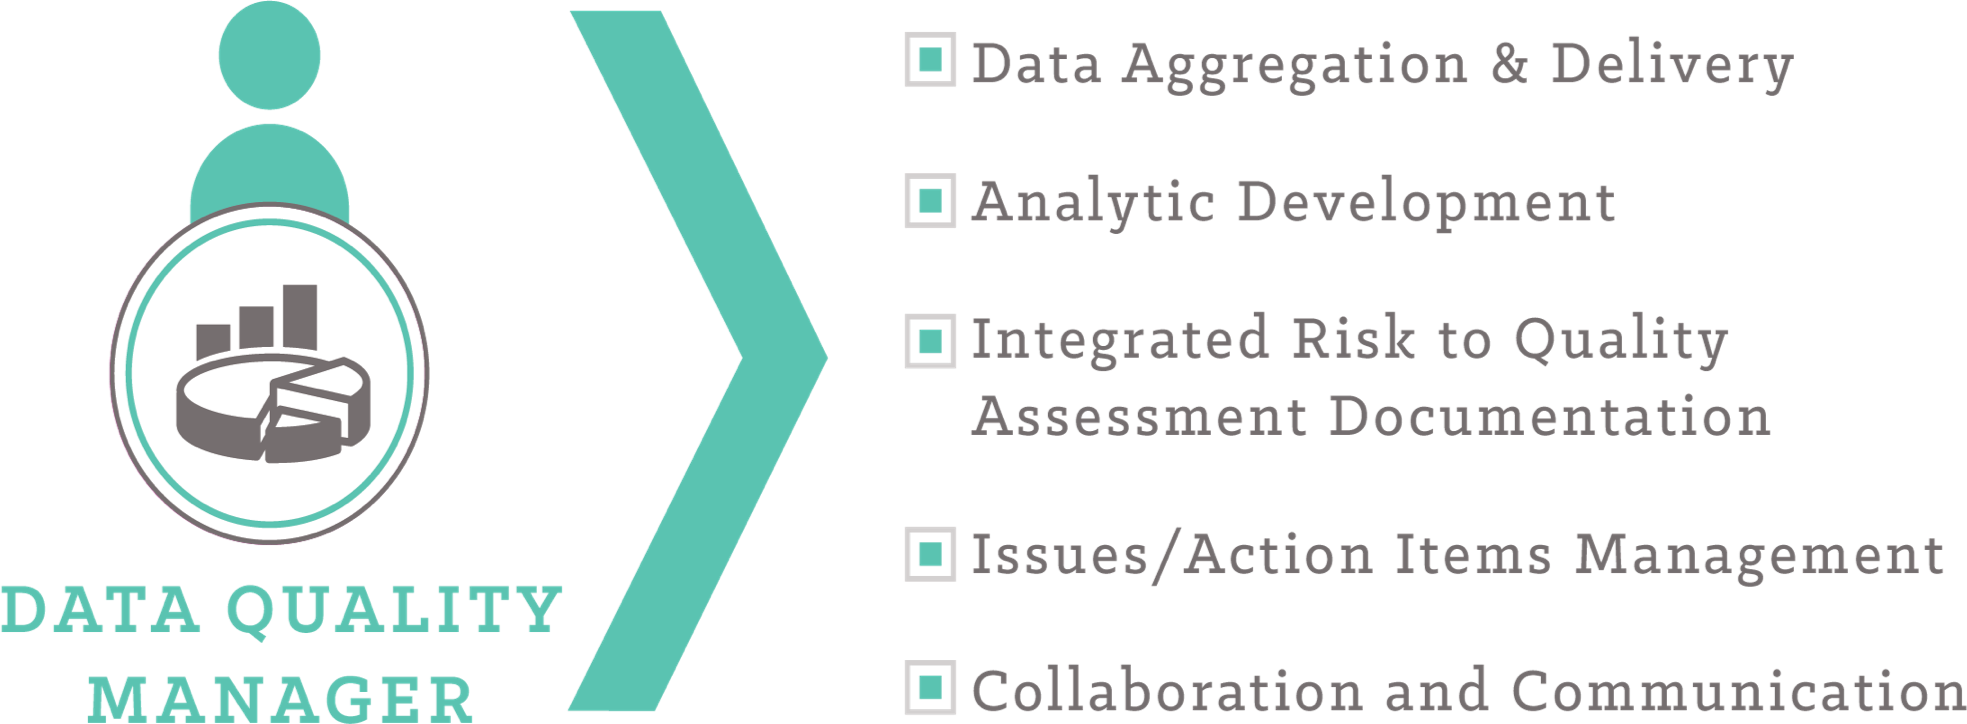 DATA QUALITY
MANAGER
Data Aggregation & Delivery
Analytic Development
Integrated Risk to Quality
Assessment Documentation
Issues/Action Items Management
Collaboration and Communication